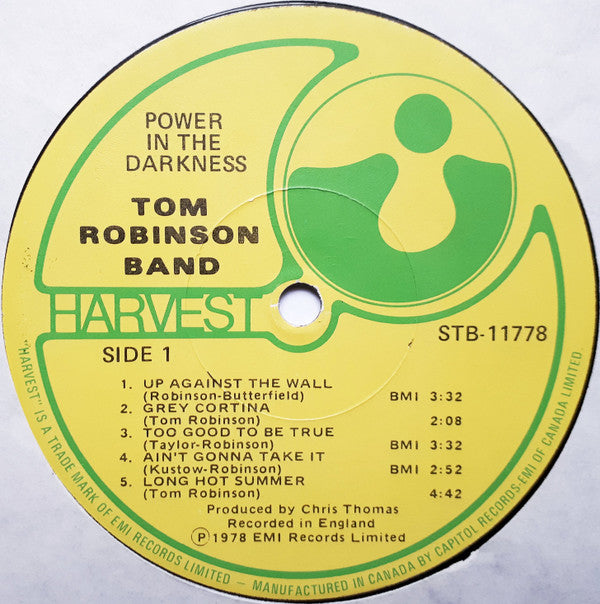 POWER
IN THE
DARKNESS
TOM
ROBINSON
BAND
HARVEST
STB-11778
SIDE 1
1. UP AGAINST THE WALL
(Robinson-Butterfield) BMI 3:32
2. GREY CORTINA
(Tom Robinson) 2:08
3. TOO GOOD TO BE TRUE
(Taylor-Robinson) BMI 3:32
4. AIN'T GONNA TAKE IT
(Kustow-Robinson) BMI 2:52
5. LONG HOT SUMMER
(Tom Robinson) 4:42
Produced by Chris Thomas
Recorded in England
Ⓟ 1978 EMI Records Limited
"HARVEST" IS A TRADE MARK OF EMI RECORDS LIMITED – MANUFACTURED IN CANADA BY CAPITOL RECORDS-EMI OF CANADA LIMITED.